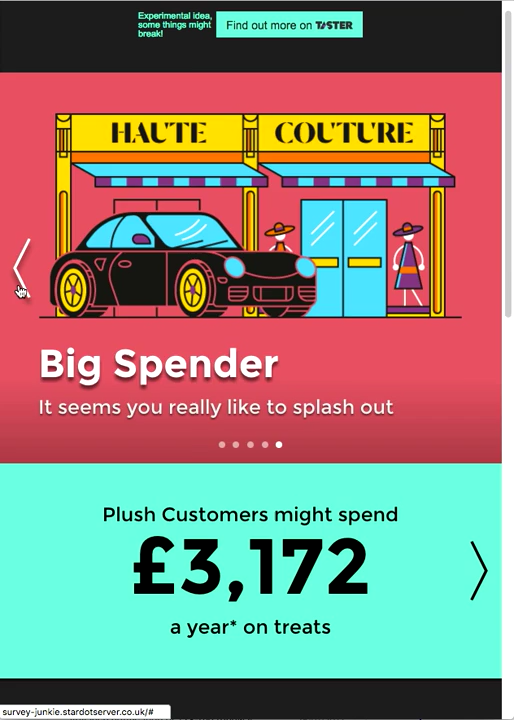 Experimental idea,
some things might
break!
Find out more on TASTER
HAUTE COUTURE
Big Spender
It seems you really like to splash out
Plush Customers might spend
£3,172
a year* on treats
survey-junkie.stardotserver.co.uk/#